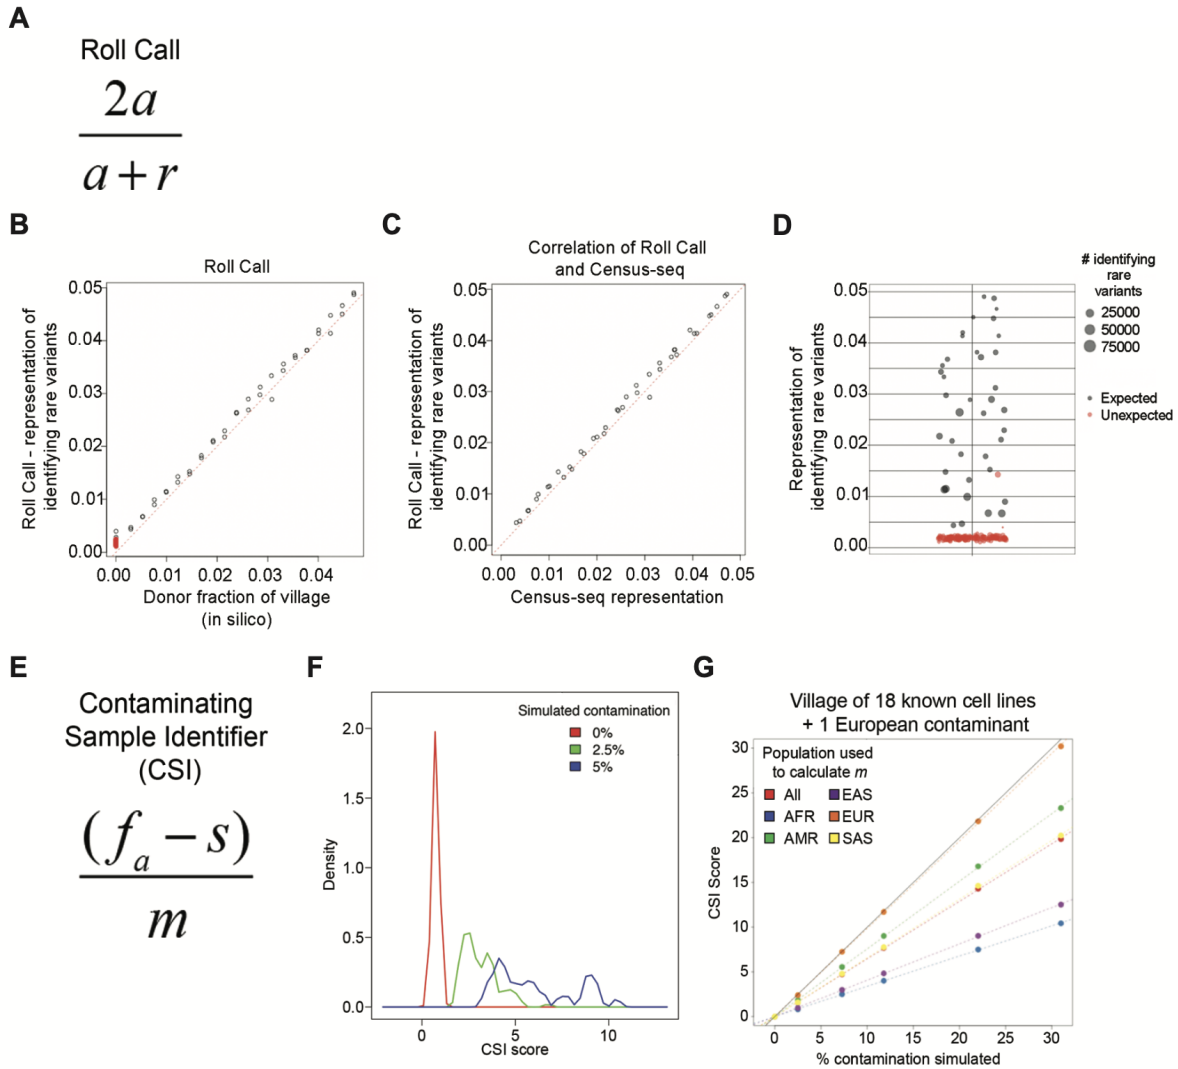 A
Roll Call
2a
a + r
B
Roll Call
Roll Call - representation of
identifying rare variants
0.05
0.04
0.03
0.02
0.01
0.00
0.00 0.01 0.02 0.03 0.04
Donor fraction of village
(in silico)
C
Correlation of Roll Call
and Census-seq
Roll Call - representation of
identifying rare variants
0.05
0.04
0.03
0.02
0.01
0.00
0.00 0.01 0.02 0.03 0.04 0.05
Census-seq representation
D
Representation of
identifying rare variants
0.05
0.04
0.03
0.02
0.01
0.00
# identifying
rare
variants
25000
50000
75000
Expected
Unexpected
E
Contaminating
Sample Identifier
(CSI)
(fa − s)
m
F
Density
2.0
1.5
1.0
0.5
0.0
Simulated contamination
0%
2.5%
5%
0 5 10
CSI score
G
Village of 18 known cell lines
+ 1 European contaminant
CSI Score
30
25
20
15
10
5
0
Population used
to calculate m
All EAS
AFR EUR
AMR SAS
0 5 10 15 20 25 30
% contamination simulated